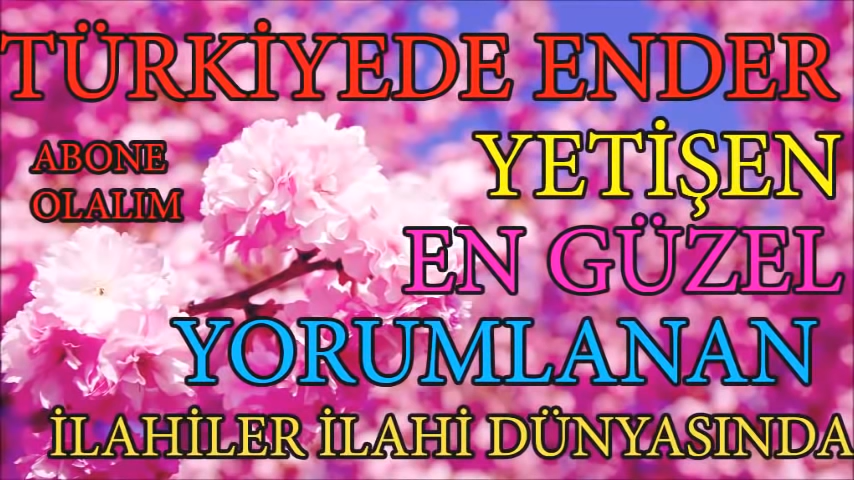 TÜRKİYEDE ENDER
YETİŞEN
ABONE
OLALIM
EN GÜZEL
YORUMLANAN
İLAHİLER İLAHİ DÜNYASINDA